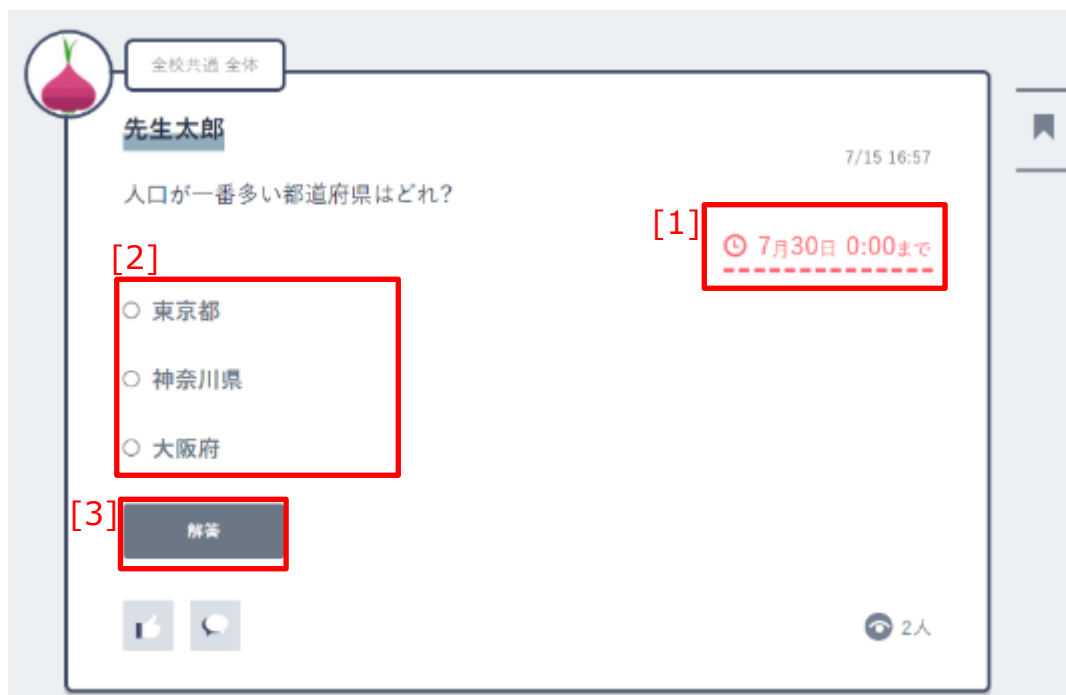 全校共通 全体
先生太郎
7/15 16:57
人口が一番多い都道府県はどれ?
[1]
7月30日 0:00まで
[2]
東京都
神奈川県
大阪府
[3]
解答
2人